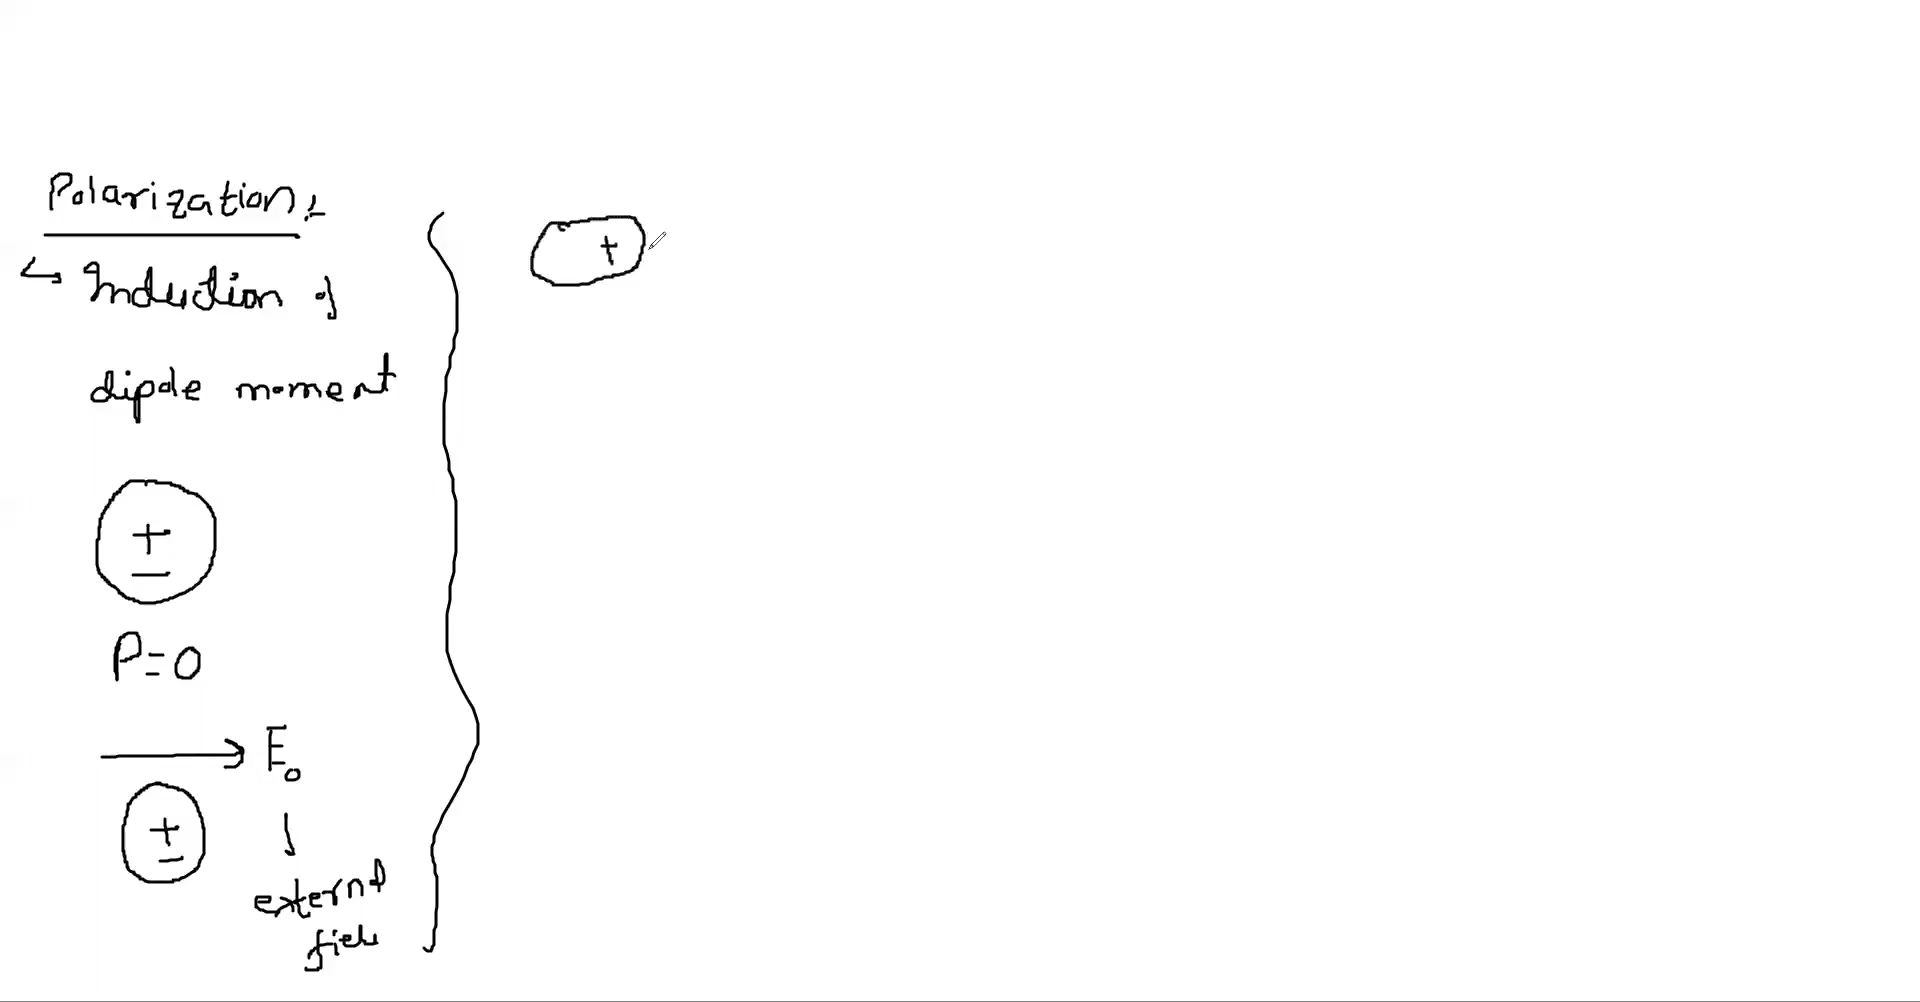 Polarization :-
↳ Induction of
dipole moment
+
−
P=0
→ E₀
+
−
external
field
+